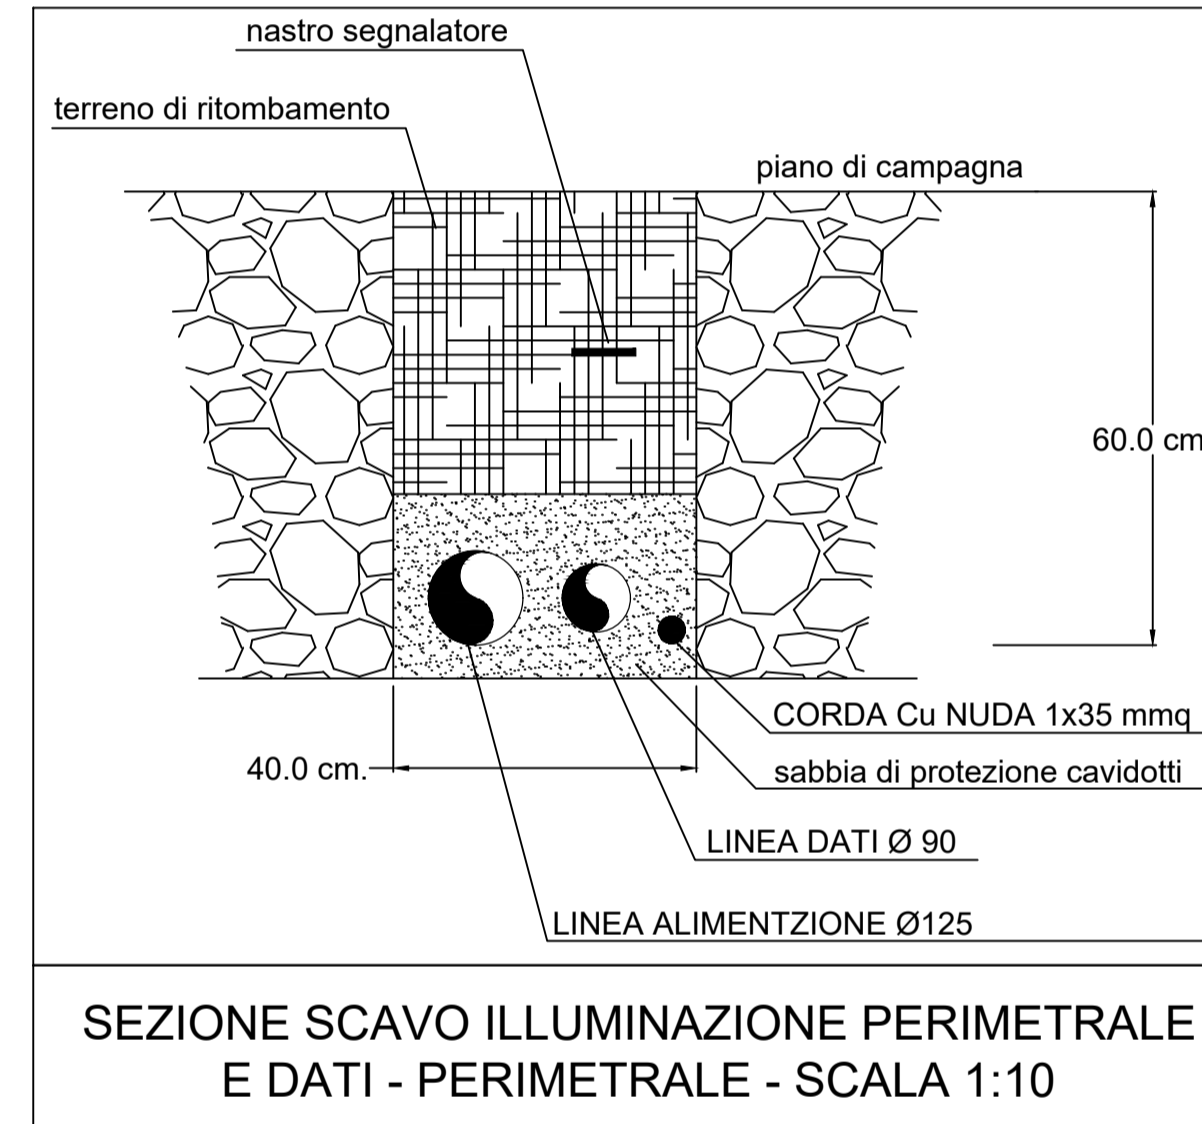 nastro segnalatore
terreno di ritombamento
piano di campagna
60.0 cm
CORDA Cu NUDA 1x35 mmq
40.0 cm.
sabbia di protezione cavidotti
LINEA DATI Ø 90
LINEA ALIMENTZIONE Ø125
SEZIONE SCAVO ILLUMINAZIONE PERIMETRALE
E DATI - PERIMETRALE - SCALA 1:10